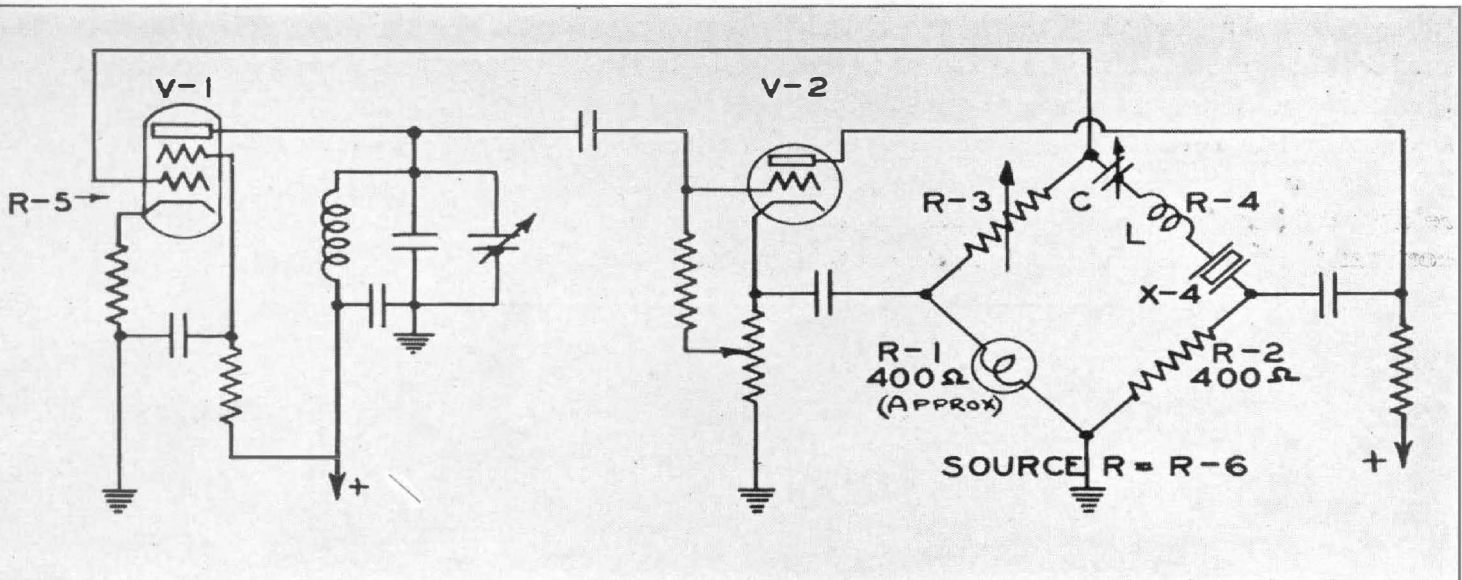 V-1
V-2
R-5
R-3
C
R-4
L
X-4
R-1
400Ω
(APPROX)
R-2
400Ω
+
SOURCE R = R-6
+